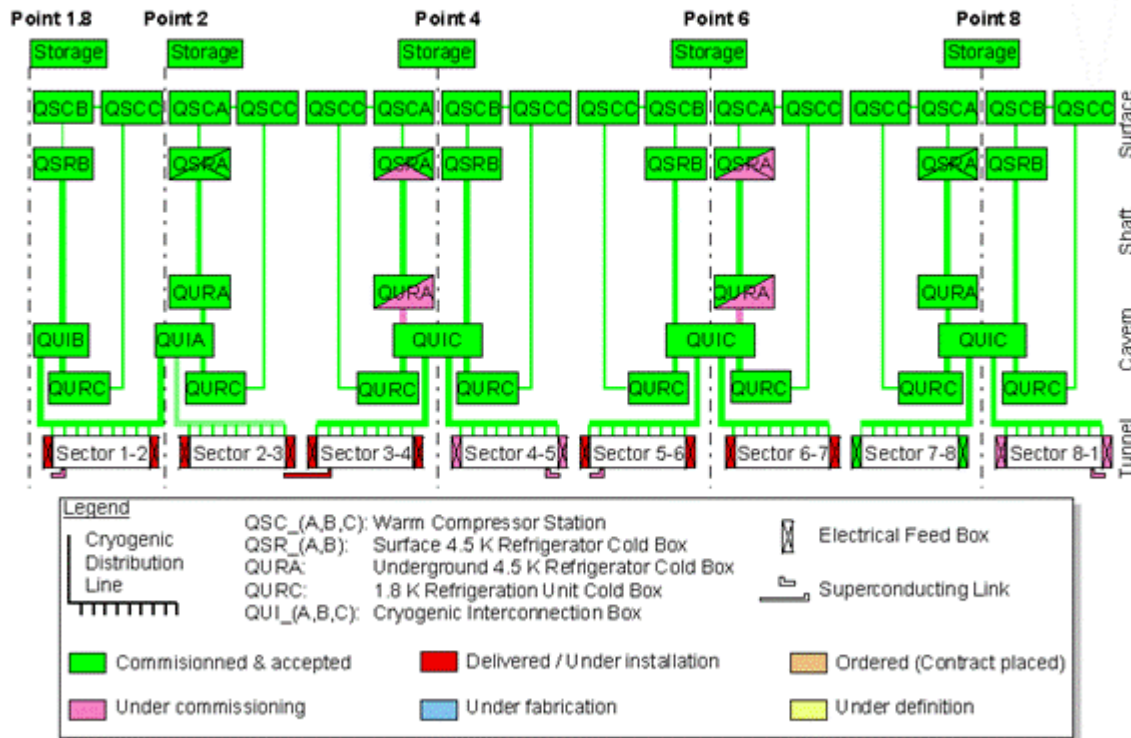 Point 1.8 Point 2 Point 4 Point 6 Point 8
Storage Storage Storage Storage Storage
QSCB QSCC QSCA QSCC QSCC QSCA QSCB QSCC QSCC QSCB QSCA QSCC QSCC QSCA QSCB QSCC
Surface
QSRB QSRA QSRA QSRB QSRB QSRA QSRA QSRB
Shaft
QURA QURA QURA QURA
QUIB QUIA QUIC QUIC QUIC
Cavern
QURC QURC QURC QURC QURC QURC QURC QURC
Sector 1-2 Sector 2-3 Sector 3-4 Sector 4-5 Sector 5-6 Sector 6-7 Sector 7-8 Sector 8-1
Tunnel
Legend
Cryogenic
Distribution
Line
QSC_(A,B,C): Warm Compressor Station
QSR_(A,B): Surface 4.5 K Refrigerator Cold Box
QURA: Underground 4.5 K Refrigerator Cold Box
QURC: 1.8 K Refrigeration Unit Cold Box
QUI_(A,B,C): Cryogenic Interconnection Box
Electrical Feed Box
Superconducting Link
Commisionned & accepted
Delivered / Under installation
Ordered (Contract placed)
Under commissioning
Under fabrication
Under definition